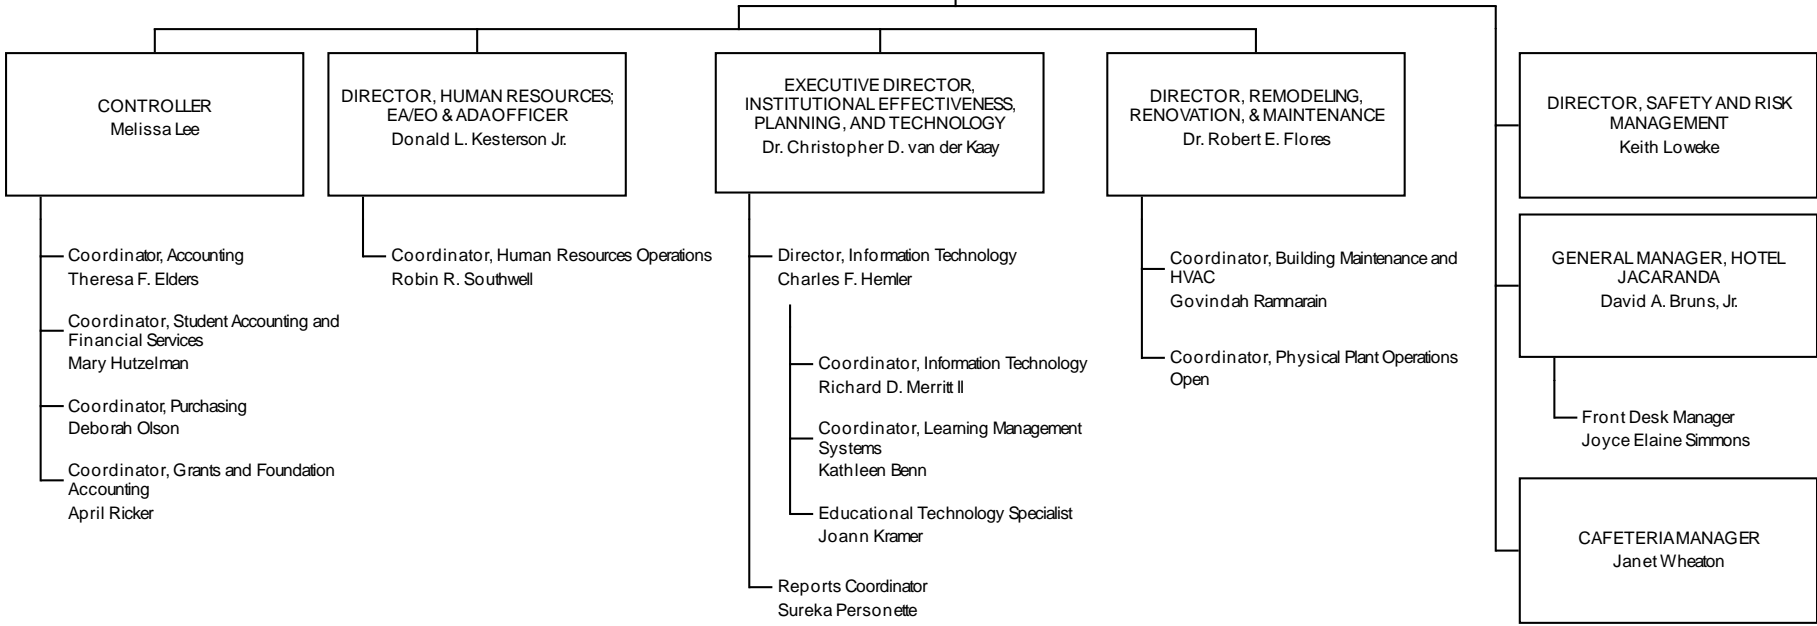 CONTROLLER
Melissa Lee
Coordinator, Accounting
Theresa F. Elders
Coordinator, Student Accounting and
Financial Services
Mary Hutzelman
Coordinator, Purchasing
Deborah Olson
Coordinator, Grants and Foundation
Accounting
April Ricker
DIRECTOR, HUMAN RESOURCES;
EA/EO & ADA OFFICER
Donald L. Kesterson Jr.
Coordinator, Human Resources Operations
Robin R. Southwell
EXECUTIVE DIRECTOR,
INSTITUTIONAL EFFECTIVENESS,
PLANNING, AND TECHNOLOGY
Dr. Christopher D. van der Kaay
Director, Information Technology
Charles F. Hemler
Coordinator, Information Technology
Richard D. Merritt II
Coordinator, Learning Management
Systems
Kathleen Benn
Educational Technology Specialist
Joann Kramer
Reports Coordinator
Sureka Personette
DIRECTOR, REMODELING,
RENOVATION, & MAINTENANCE
Dr. Robert E. Flores
Coordinator, Building Maintenance and
HVAC
Govindah Ramnarain
Coordinator, Physical Plant Operations
Open
DIRECTOR, SAFETY AND RISK
MANAGEMENT
Keith Loweke
GENERAL MANAGER, HOTEL
JACARANDA
David A. Bruns, Jr.
Front Desk Manager
Joyce Elaine Simmons
CAFETERIA MANAGER
Janet Wheaton